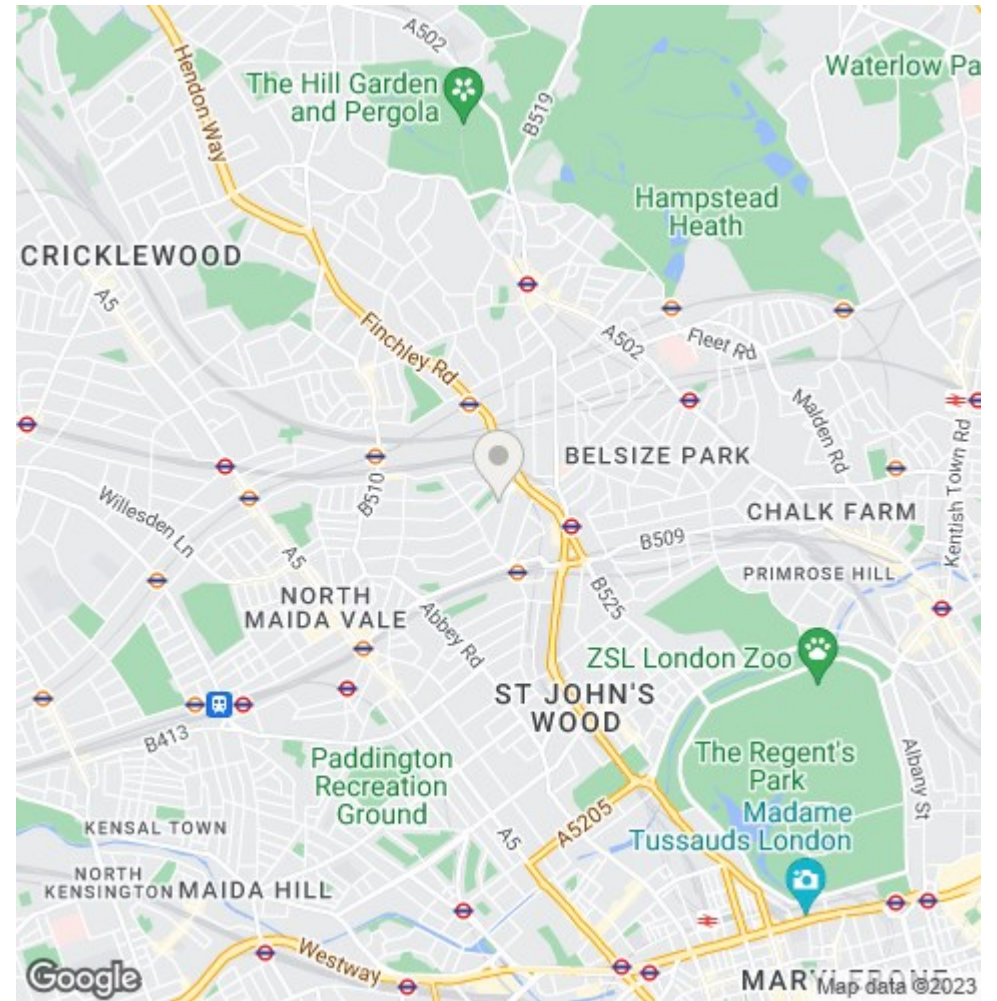 A502
The Hill Garden
and Pergola
Waterlow Pa
Hendon Way
B519
Hampstead
Heath
CRICKLEWOOD
A5
Finchley Rd
A502
Fleet Rd
Malden Rd
Kentish Town Rd
BELSIZE PARK
B510
Willesden Ln
CHALK FARM
A5
B509
PRIMROSE HILL
NORTH
MAIDA VALE
Abbey Rd
B525
ZSL London Zoo
ST JOHN'S
WOOD
B413
Paddington
Recreation
Ground
The Regent's
Park
Albany St
Madame
Tussauds London
A5205
A5
KENSAL TOWN
NORTH
KENSINGTON
MAIDA HILL
Westway
Google
MARYLEBONE
Map data ©2023